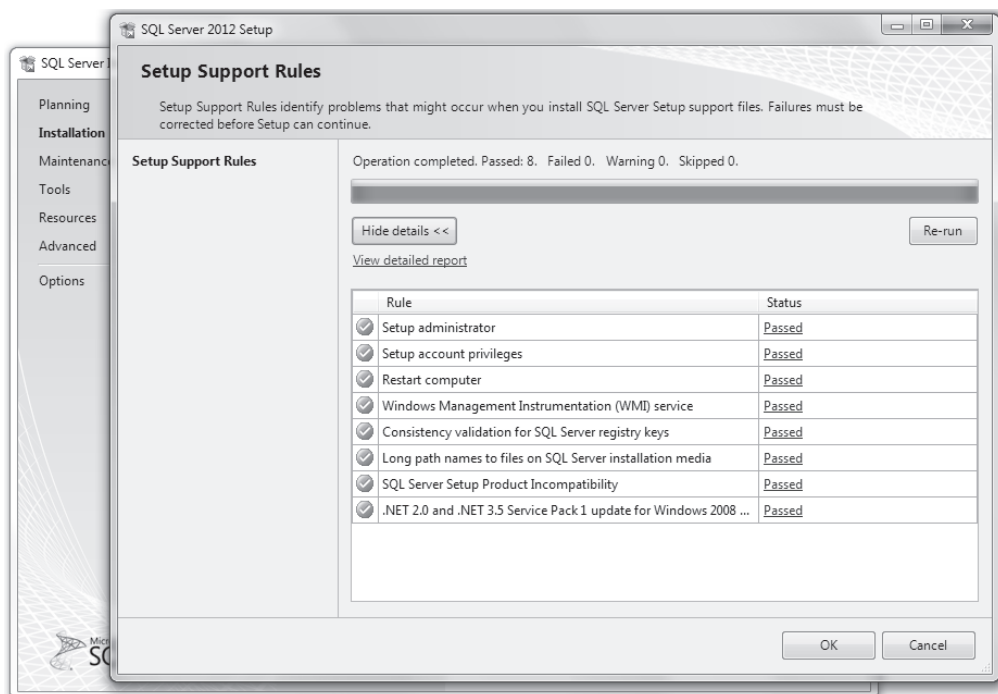 SQL Server 2012 Setup
SQL Server
Planning
Installation
Maintenance
Tools
Resources
Advanced
Options
Setup Support Rules
Setup Support Rules identify problems that might occur when you install SQL Server Setup support files. Failures must be
corrected before Setup can continue.
Setup Support Rules
Operation completed. Passed: 8. Failed 0. Warning 0. Skipped 0.
Hide details <<
Re-run
View detailed report
Rule Status
Setup administrator Passed
Setup account privileges Passed
Restart computer Passed
Windows Management Instrumentation (WMI) service Passed
Consistency validation for SQL Server registry keys Passed
Long path names to files on SQL Server installation media Passed
SQL Server Setup Product Incompatibility Passed
.NET 2.0 and .NET 3.5 Service Pack 1 update for Windows 2008 ... Passed
OK
Cancel